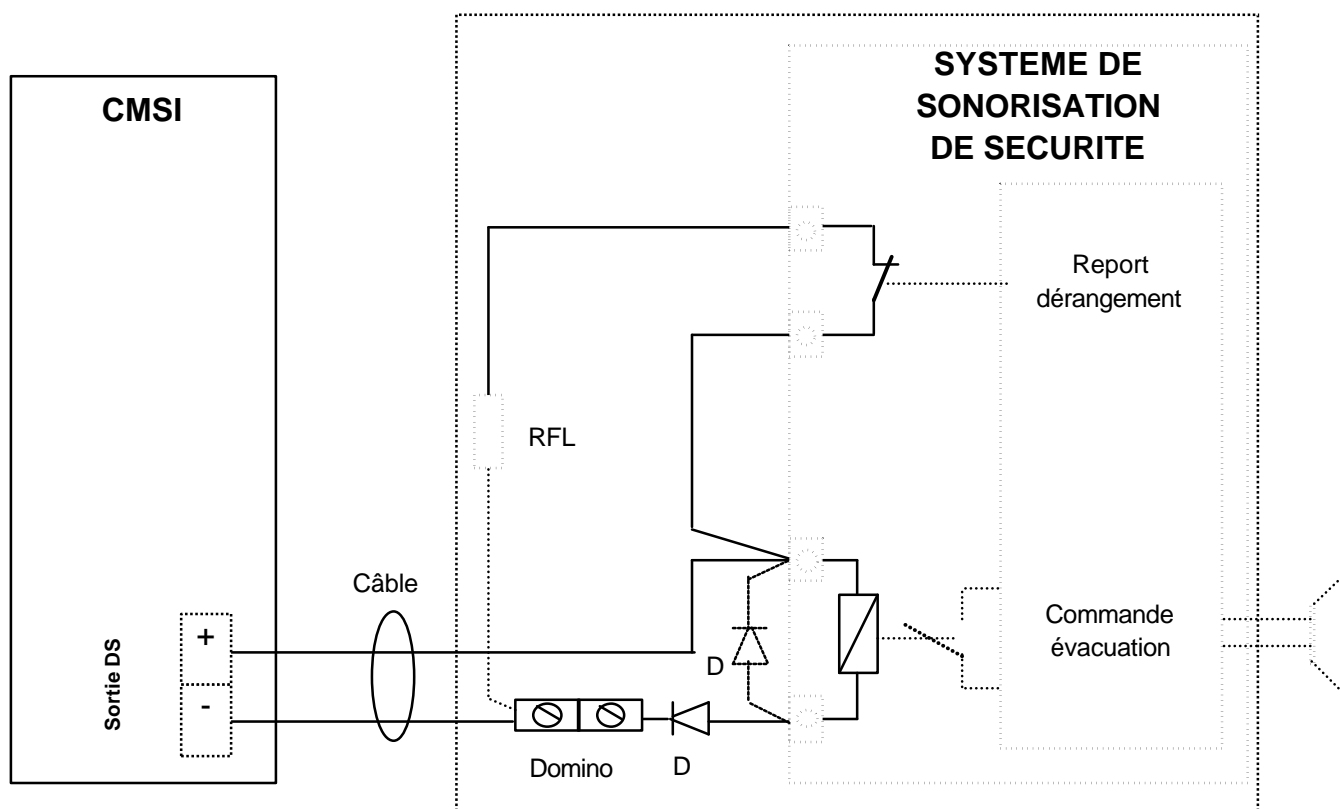 SYSTEME DE
SONORISATION
DE SECURITE
CMSI
Report
dérangement
RFL
Câble
Commande
évacuation
Sortie DS
+
-
D
Domino
D